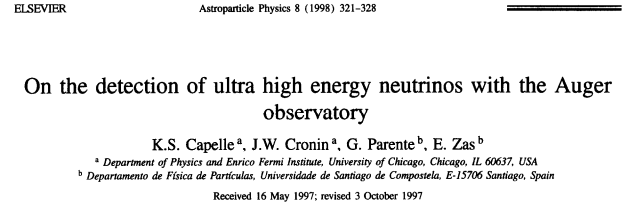 ELSEVIER
Astroparticle Physics 8 (1998) 321-328
On the detection of ultra high energy neutrinos with the Auger
observatory
K.S. Capelle a, J.W. Cronin a, G. Parente b, E. Zas b
a Department of Physics and Enrico Fermi Institute, University of Chicago, Chicago, IL 60637, USA
b Departamento de Física de Partículas, Universidade de Santiago de Compostela, E-15706 Santiago, Spain
Received 16 May 1997; revised 3 October 1997